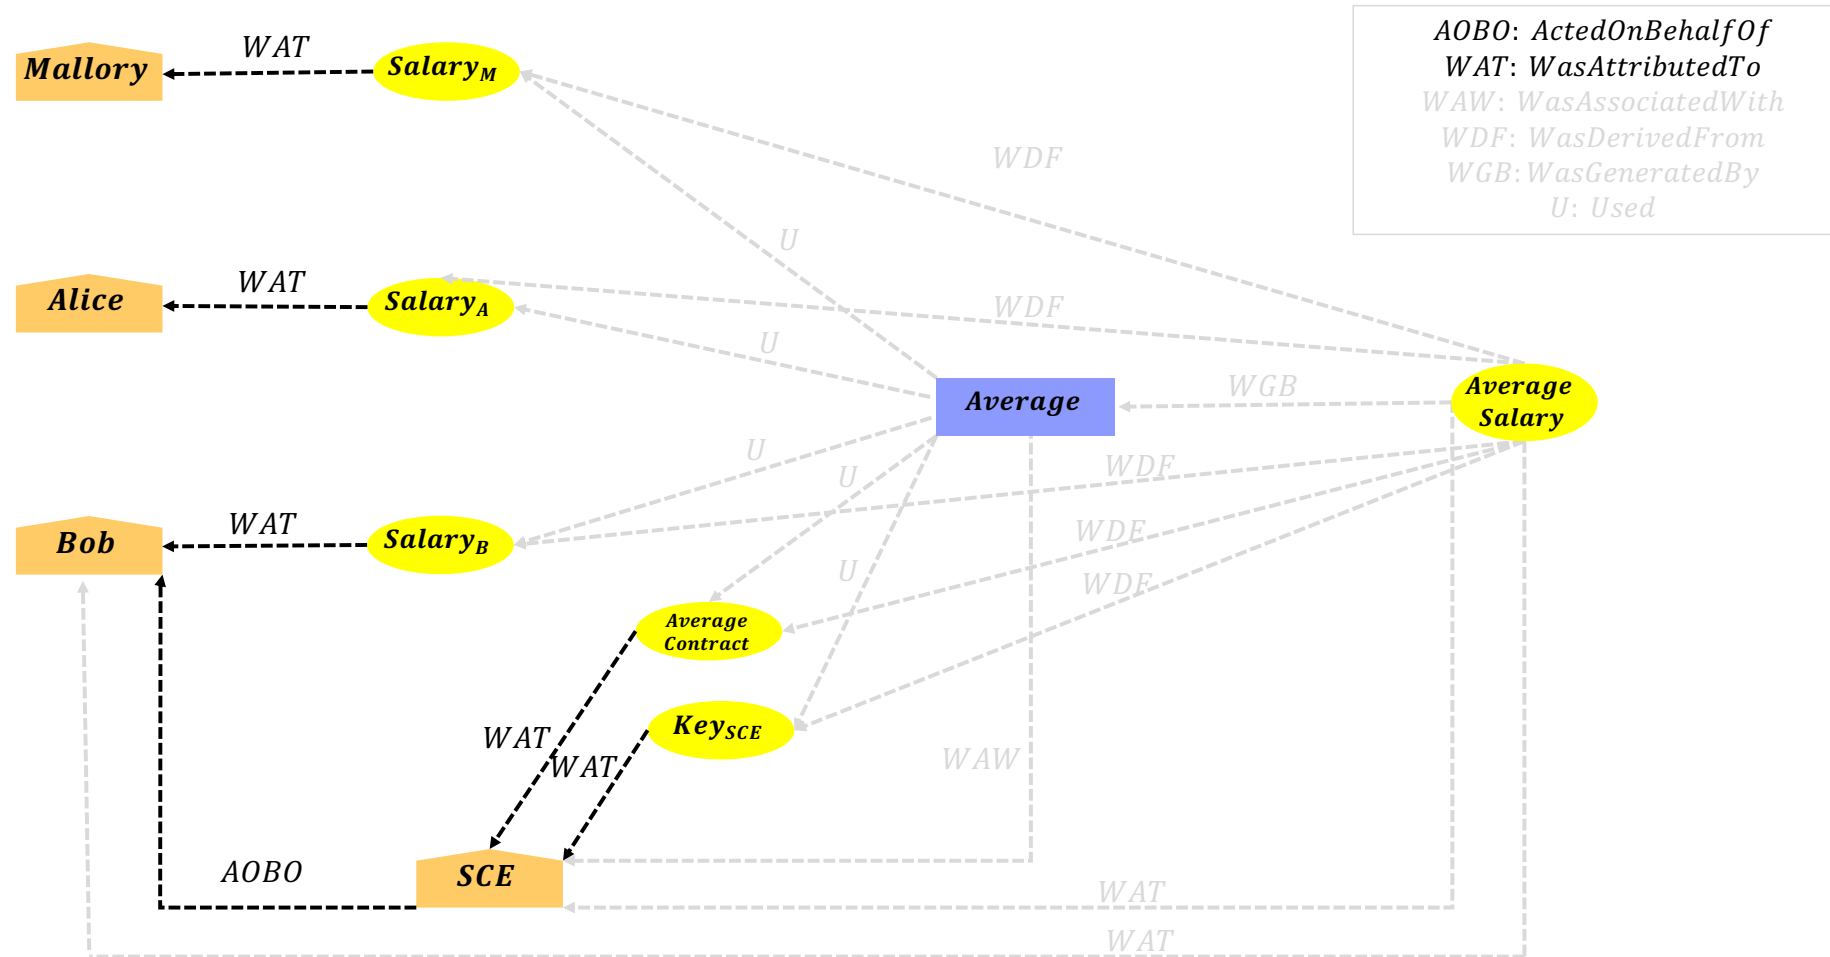 AOBO: ActedOnBehalfOf
WAT: WasAttributedTo
WAW: WasAssociatedWith
WDF: WasDerivedFrom
WGB: WasGeneratedBy
U: Used
Mallory
WAT
Salary_M
WDF
U
Alice
WAT
Salary_A
WDF
U
Average
WGB
Average
Salary
U
WDF
U
Bob
WAT
Salary_B
WDF
U
WDF
Average
Contract
WAT
WAT
Key_SCE
WAW
AOBO
SCE
WAT
WAT